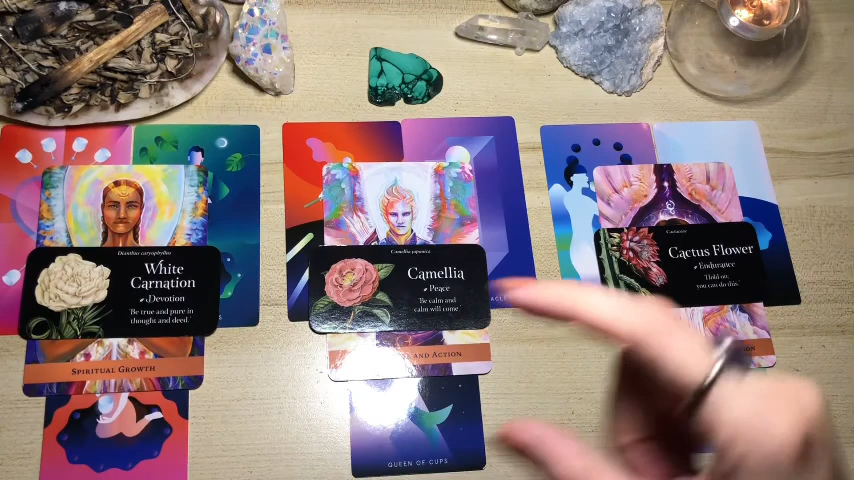 Dianthus caryophyllus
White
Carnation
Devotion
'Be true and pure in
thought and deed.'
Spiritual Growth
Camellia japonica
Camellia
Peace
'Be calm and
calm will come'
and Action
Queen of Cups
Cactaceae
Cactus Flower
Endurance
'Hold on,
you can do this.'